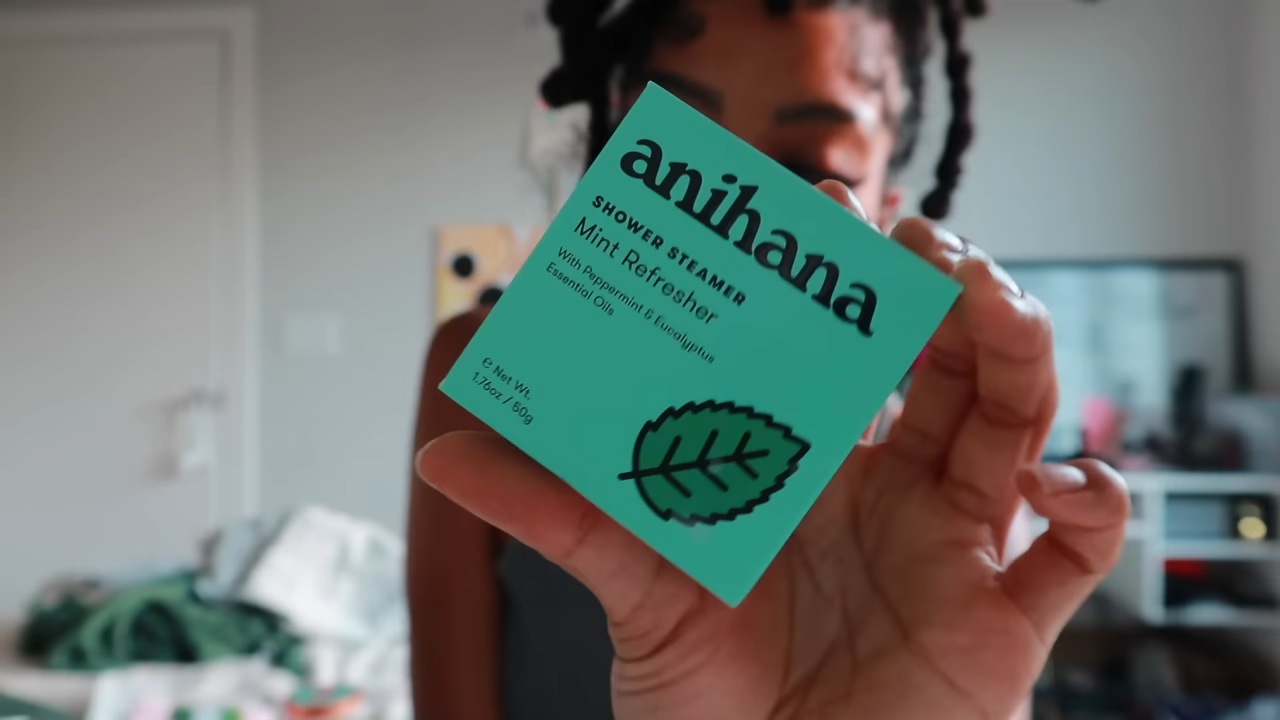 anihana
SHOWER STEAMER
Mint Refresher
With Peppermint & Eucalyptus
Essential Oils
℮ Net Wt.
1.76oz / 50g